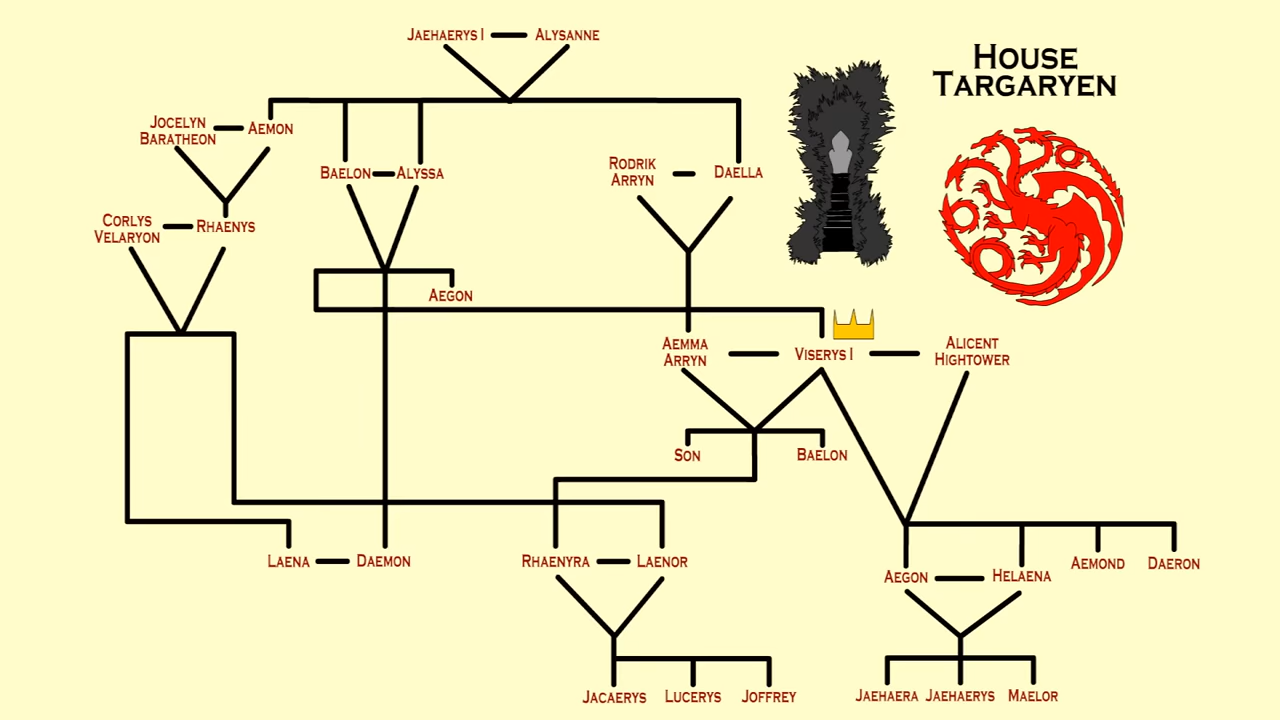 Jaehaerys I
Alysanne
House
Targaryen
Jocelyn
Baratheon
Aemon
Baelon
Alyssa
Rodrik
Arryn
Daella
Corlys
Velaryon
Rhaenys
Aegon
Aemma
Arryn
Viserys I
Alicent
Hightower
Son
Baelon
Laena
Daemon
Rhaenyra
Laenor
Aegon
Helaena
Aemond
Daeron
Jacaerys
Lucerys
Joffrey
Jaehaera
Jaehaerys
Maelor